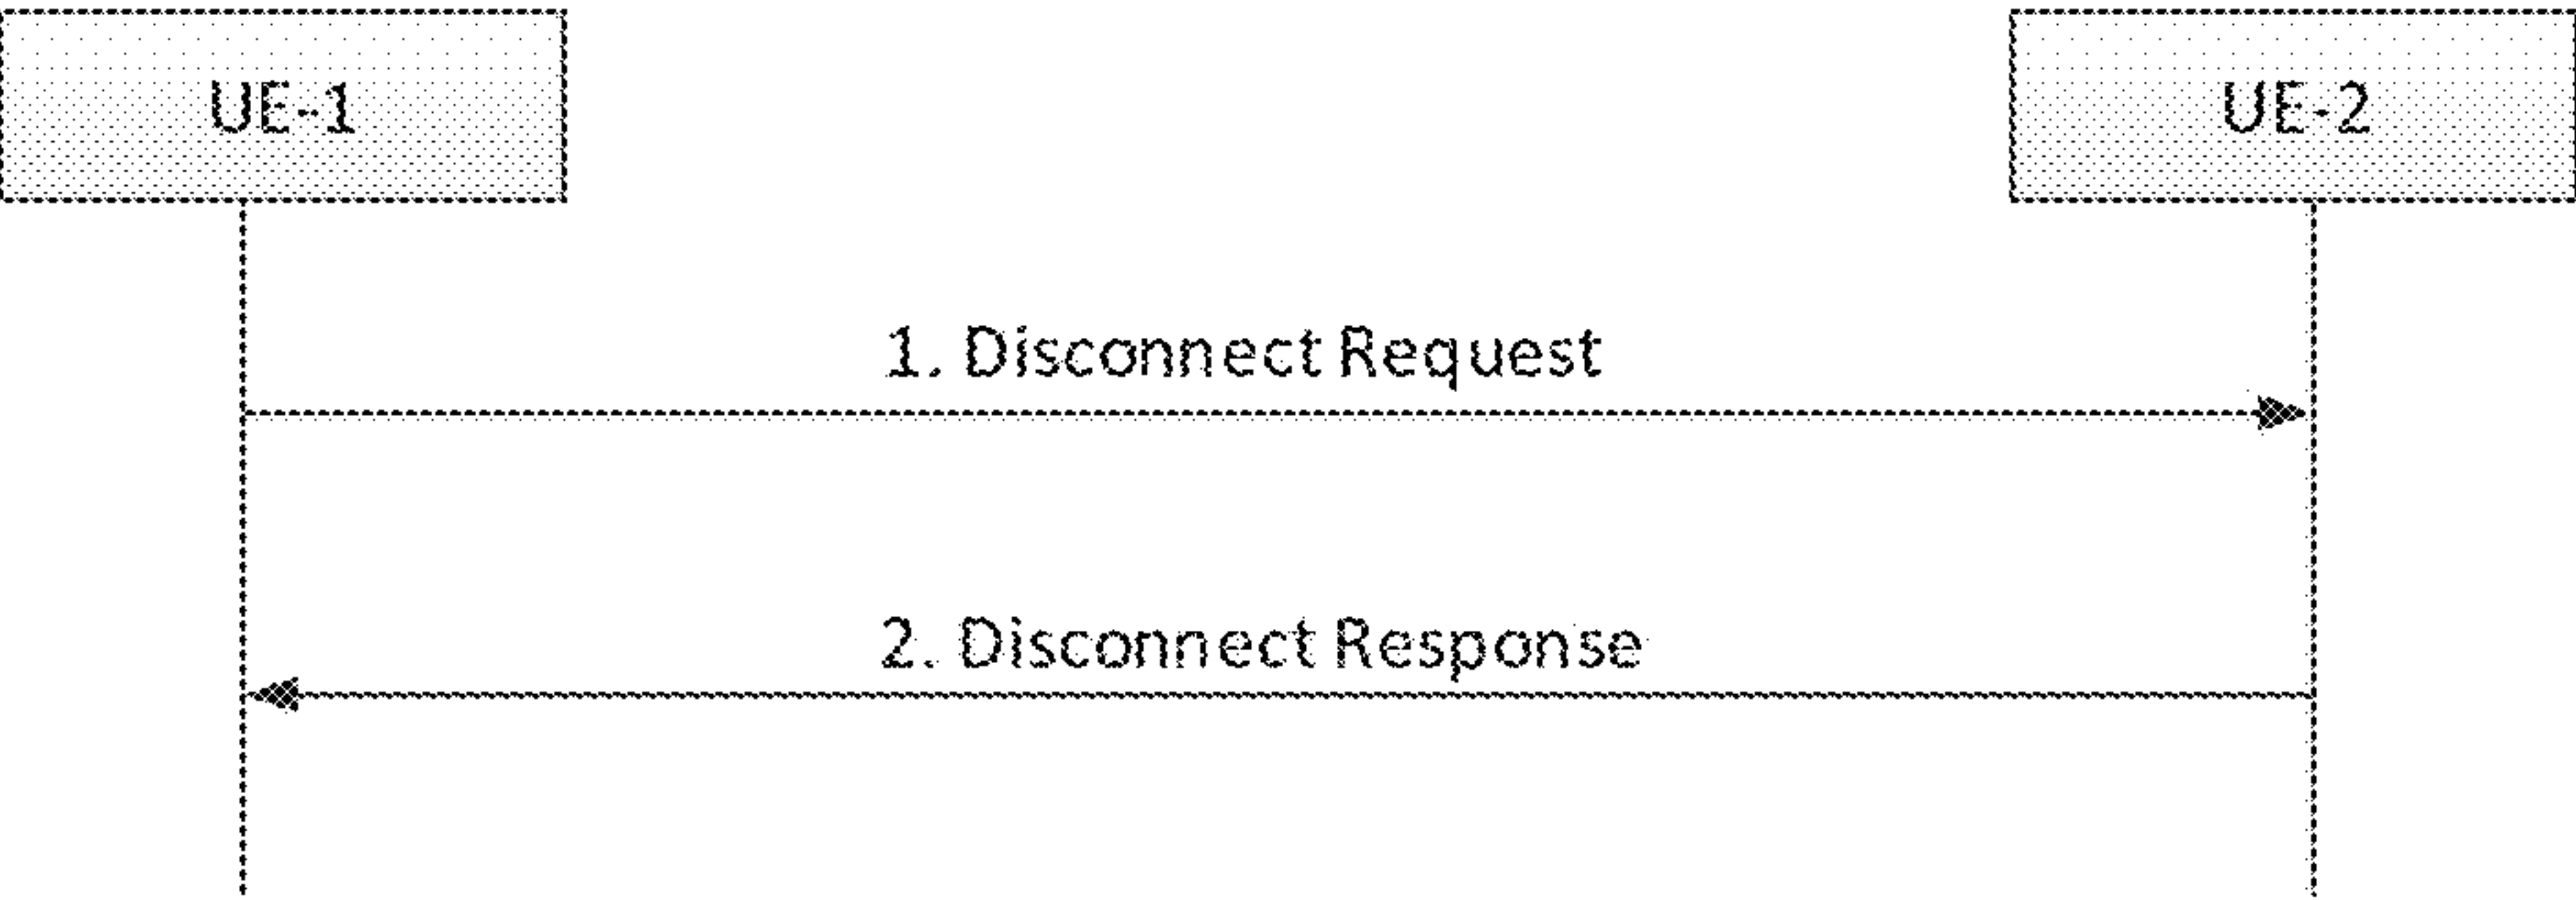 UE-1
UE-2
1. Disconnect Request
2. Disconnect Response